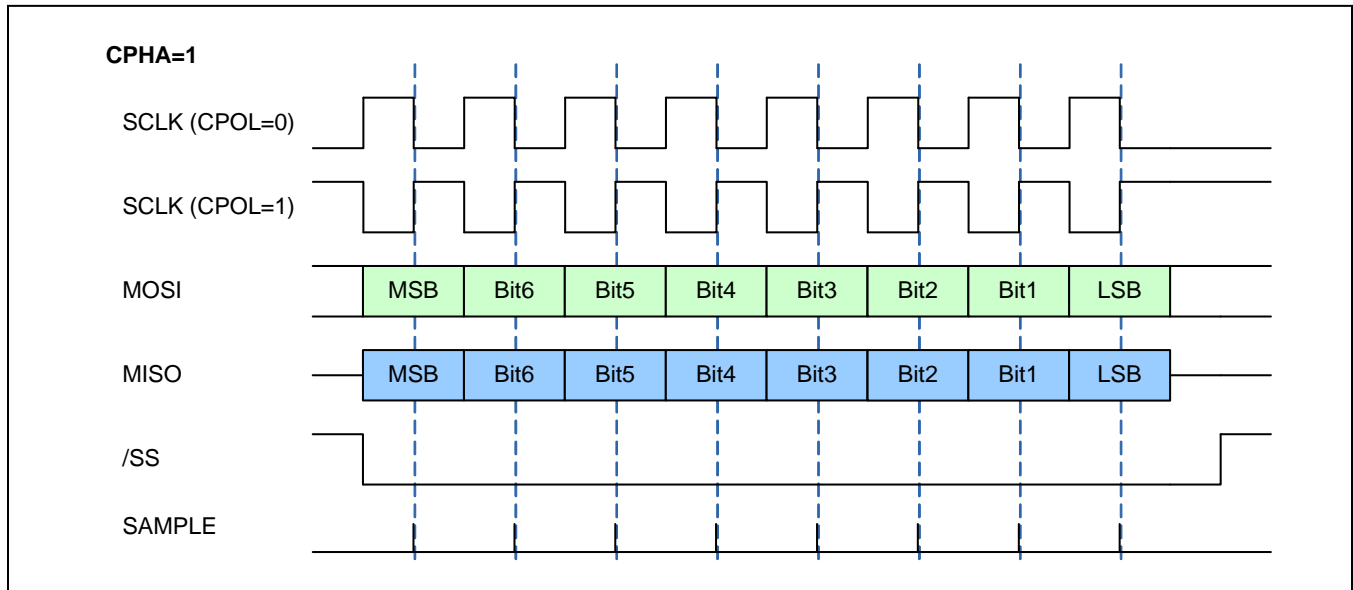 CPHA=1
SCLK (CPOL=0)
SCLK (CPOL=1)
MOSI MSB Bit6 Bit5 Bit4 Bit3 Bit2 Bit1 LSB
MISO MSB Bit6 Bit5 Bit4 Bit3 Bit2 Bit1 LSB
/SS
SAMPLE